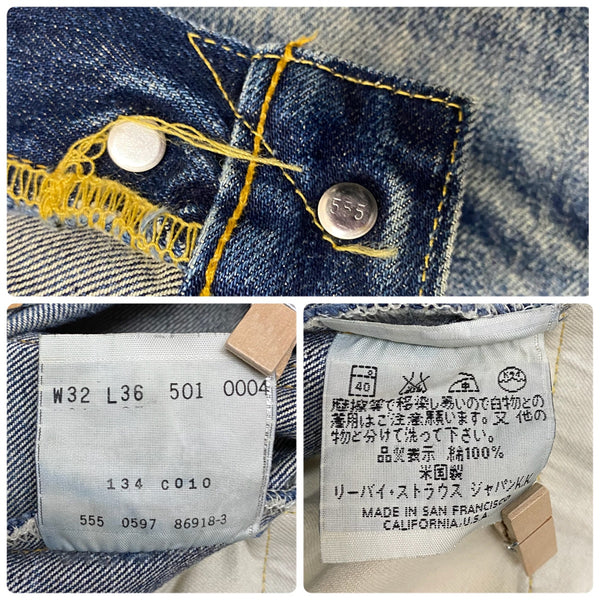 555
W32 L36 501 0004
134 C010
555 0597 86918-3
40 ドライ
摩擦等で移染し易いので白物との
着用はご注意願います。又、他の
物と分けて洗って下さい。
品質表示 綿100%
米国製
リーバイ・ストラウス ジャパンK.K.
MADE IN SAN FRANCISCO
CALIFORNIA, U.S.A.